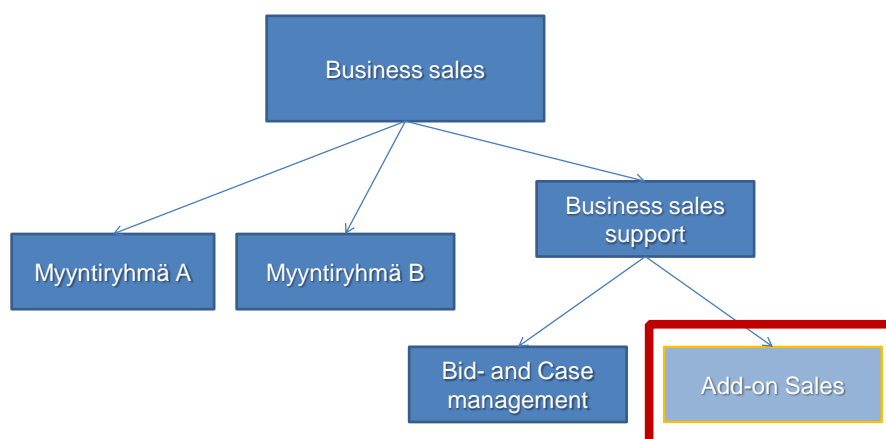 Business sales
Business sales
support
Myyntiryhmä A
Myyntiryhmä B
Bid- and Case
management
Add-on Sales